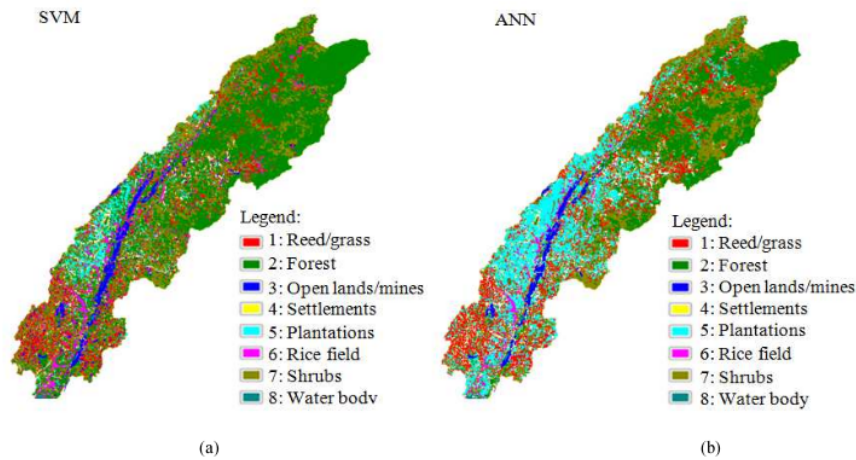 SVM
ANN
Legend:
1: Reed/grass
2: Forest
3: Open lands/mines
4: Settlements
5: Plantations
6: Rice field
7: Shrubs
8: Water body
Legend:
1: Reed/grass
2: Forest
3: Open lands/mines
4: Settlements
5: Plantations
6: Rice field
7: Shrubs
8: Water body
(a)
(b)